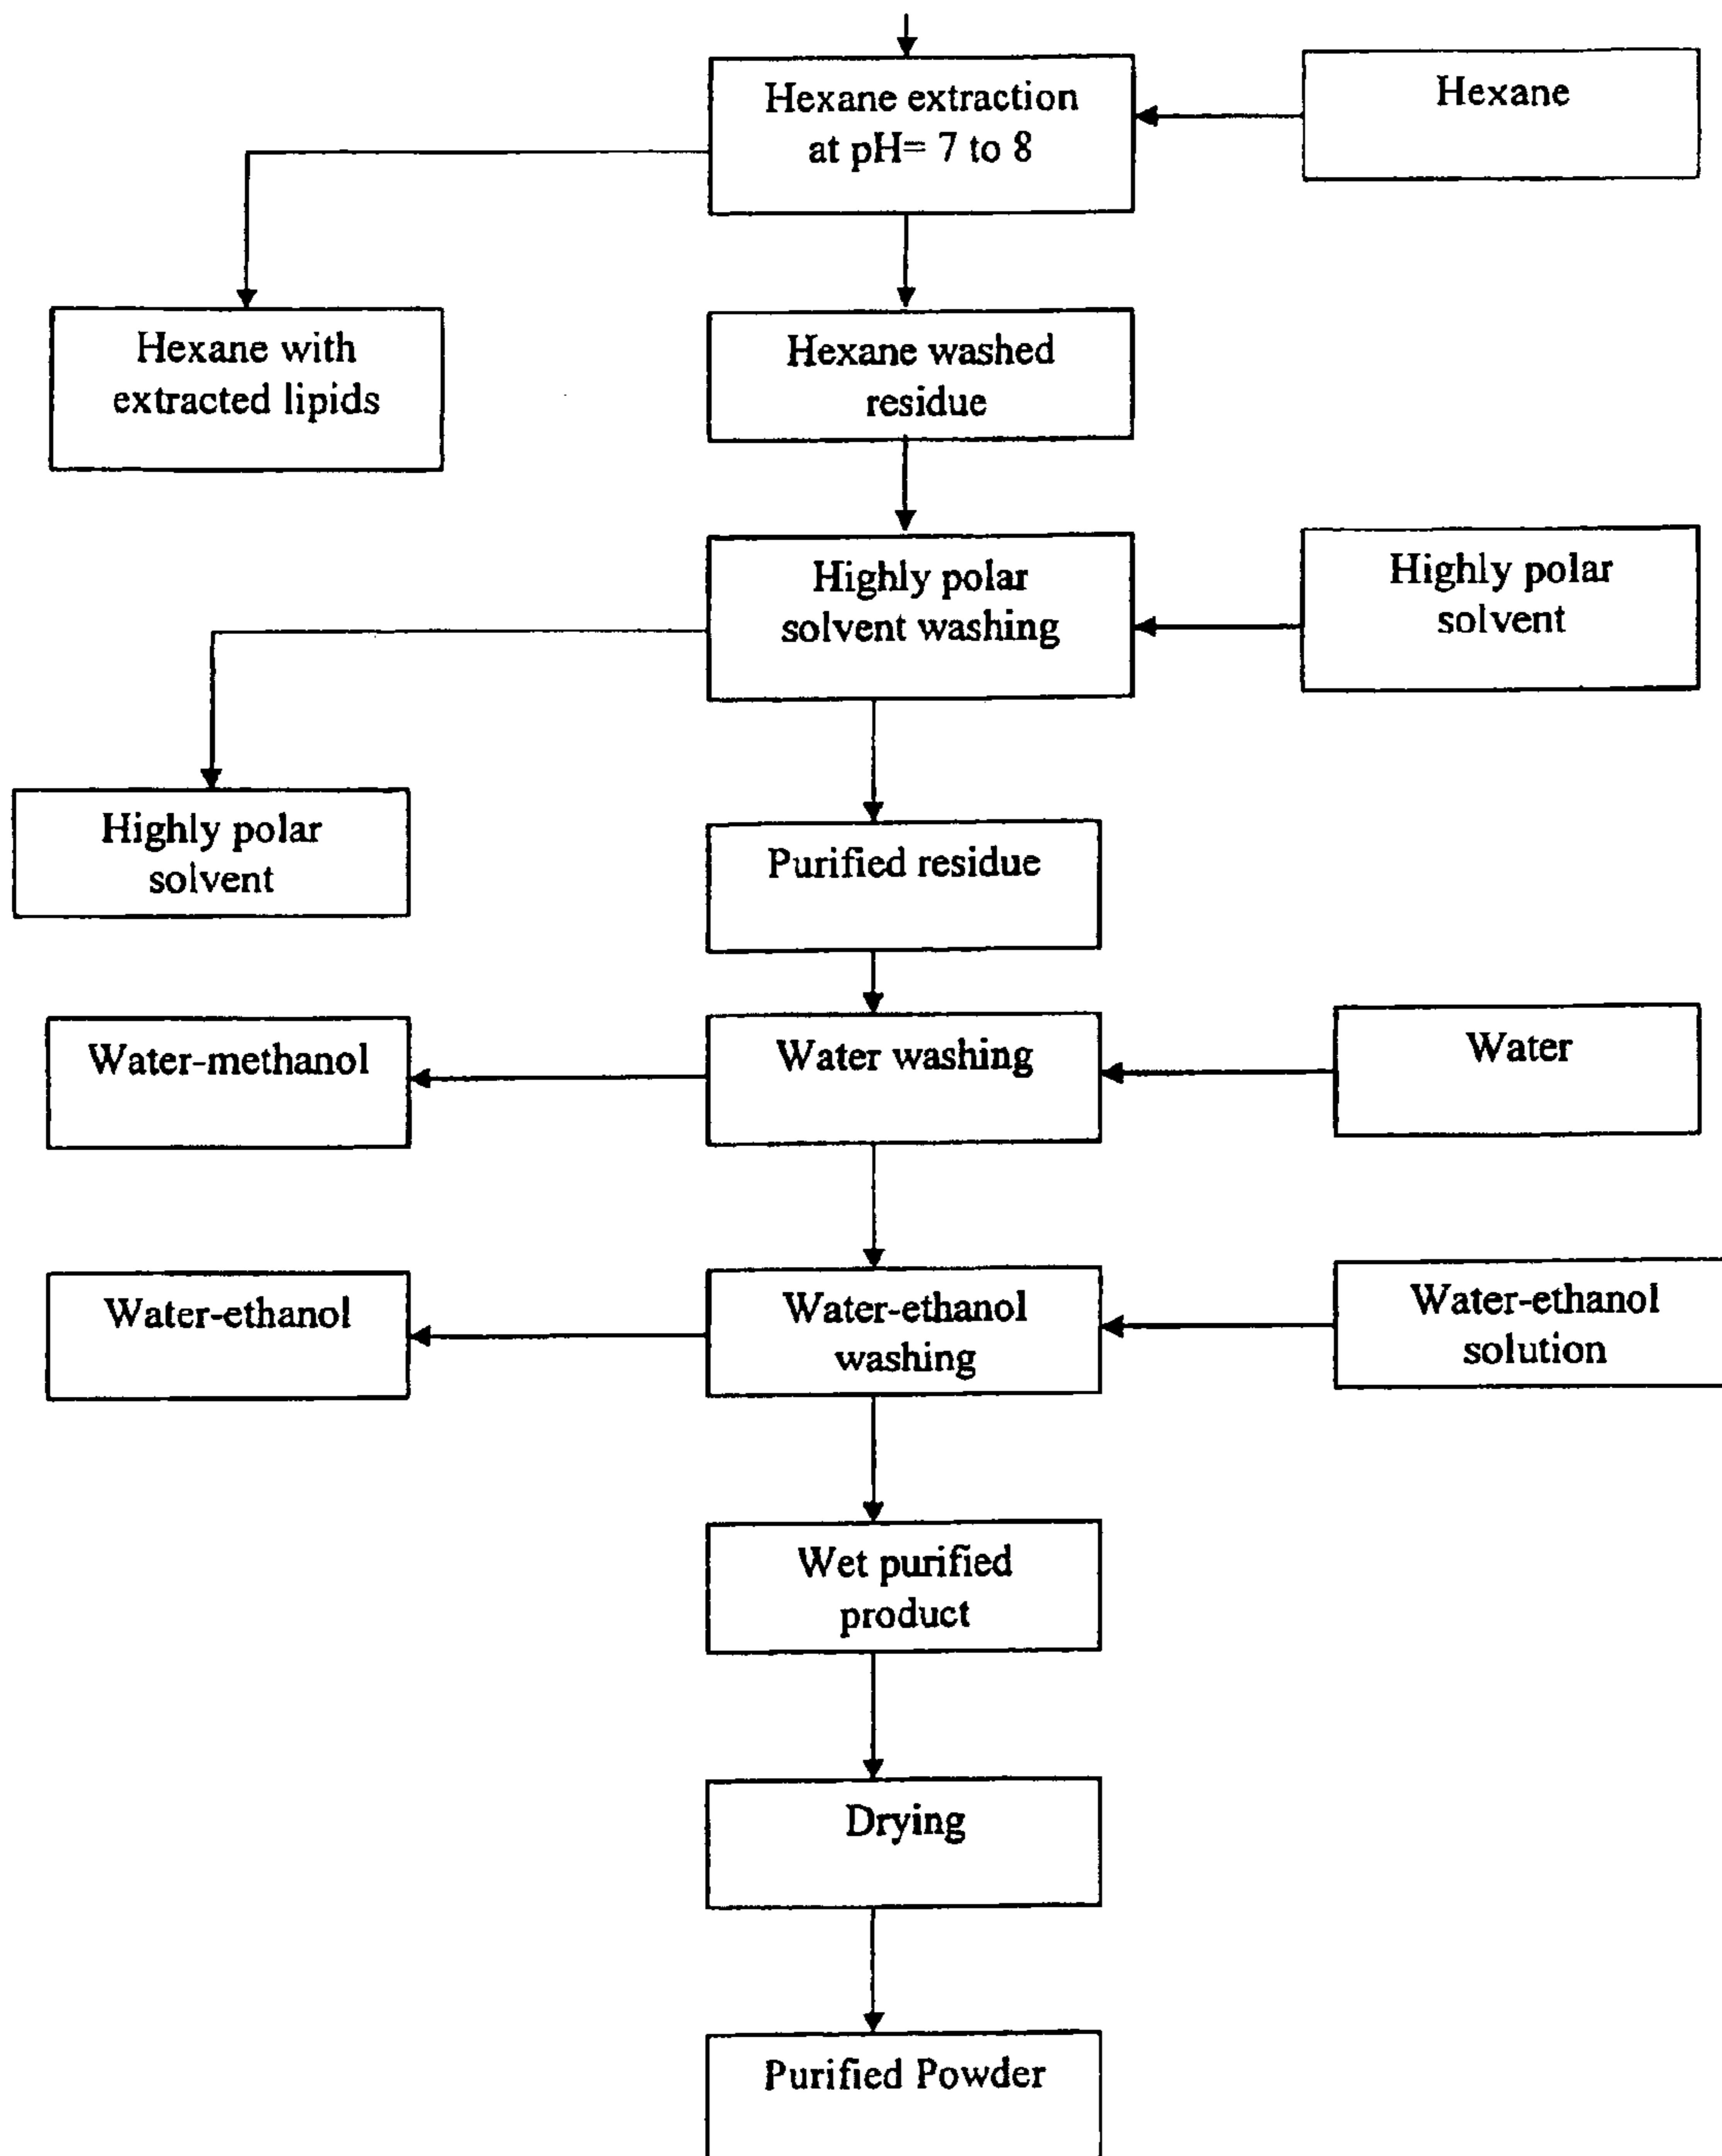 Hexane extraction
at pH= 7 to 8
Hexane
Hexane with
extracted lipids
Hexane washed
residue
Highly polar
solvent washing
Highly polar
solvent
Highly polar
solvent
Purified residue
Water-methanol
Water washing
Water
Water-ethanol
Water-ethanol
washing
Water-ethanol
solution
Wet purified
product
Drying
Purified Powder